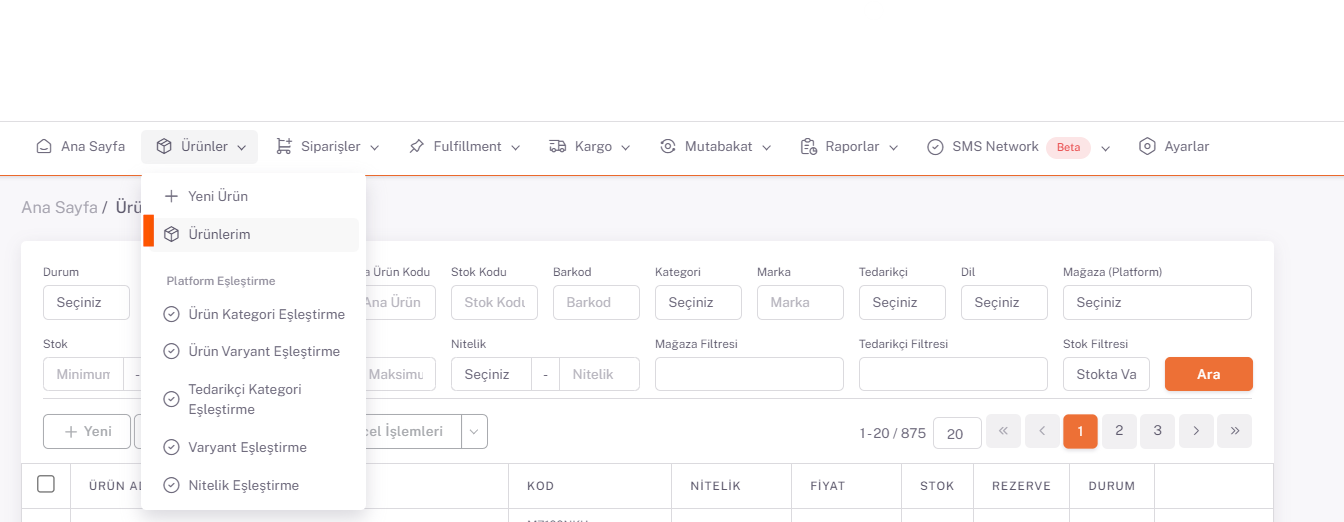 Ana Sayfa Ürünler Siparişler Fulfillment Kargo Mutabakat Raporlar SMS Network Beta Ayarlar
Ana Sayfa /
Yeni Ürün
Ürünlerim
Platform Eşleştirme
Ürün Kategori Eşleştirme
Ürün Varyant Eşleştirme
Tedarikçi Kategori
Eşleştirme
Varyant Eşleştirme
Nitelik Eşleştirme
Durum Ürün Kodu Stok Kodu Barkod Kategori Marka Tedarikçi Dil Mağaza (Platform)
Seçiniz Ana Ürün Stok Kodu Barkod Seçiniz Marka Seçiniz Seçiniz Seçiniz
Stok Nitelik Mağaza Filtresi Tedarikçi Filtresi Stok Filtresi
Minimum - Maksimu Seçiniz - Nitelik Stokta Va Ara
+ Yeni İşlemleri 1-20 / 875 20 « < 1 2 3 > »
ÜRÜN KOD NİTELİK FİYAT STOK REZERVE DURUM